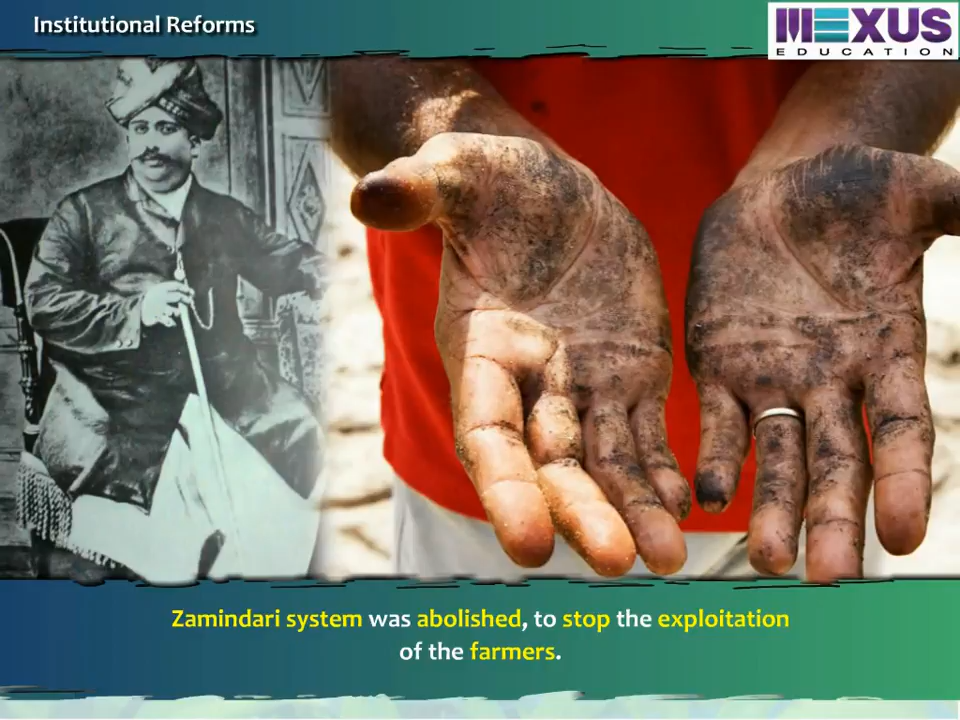 Institutional Reforms
MEXUS
EDUCATION
Zamindari system was abolished, to stop the exploitation
of the farmers.